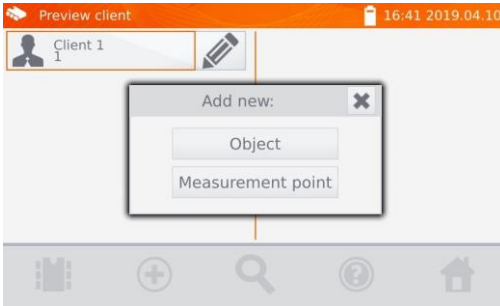 Preview client
16:41 2019.04.10
Client 1
1
Add new:
Object
Measurement point